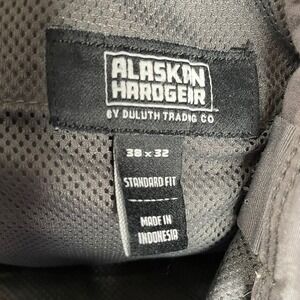 ALASKAN
HARDGEAR
BY DULUTH TRADING CO
38 x 32
STANDARD FIT
MADE IN
INDONESIA